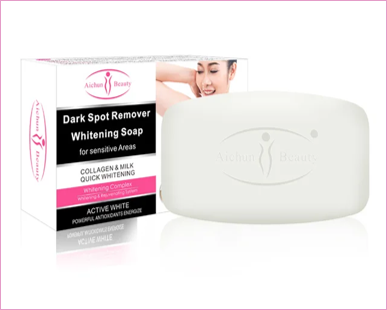 Aichun Beauty
Dark Spot Remover
Whitening Soap
for sensitive Areas
COLLAGEN & MILK
QUICK WHITENING
Whitening Complex
ACTIVE WHITE
POWERFUL ANTIOXIDANTS ENERGIZE
Aichun Beauty
Aichun Beauty